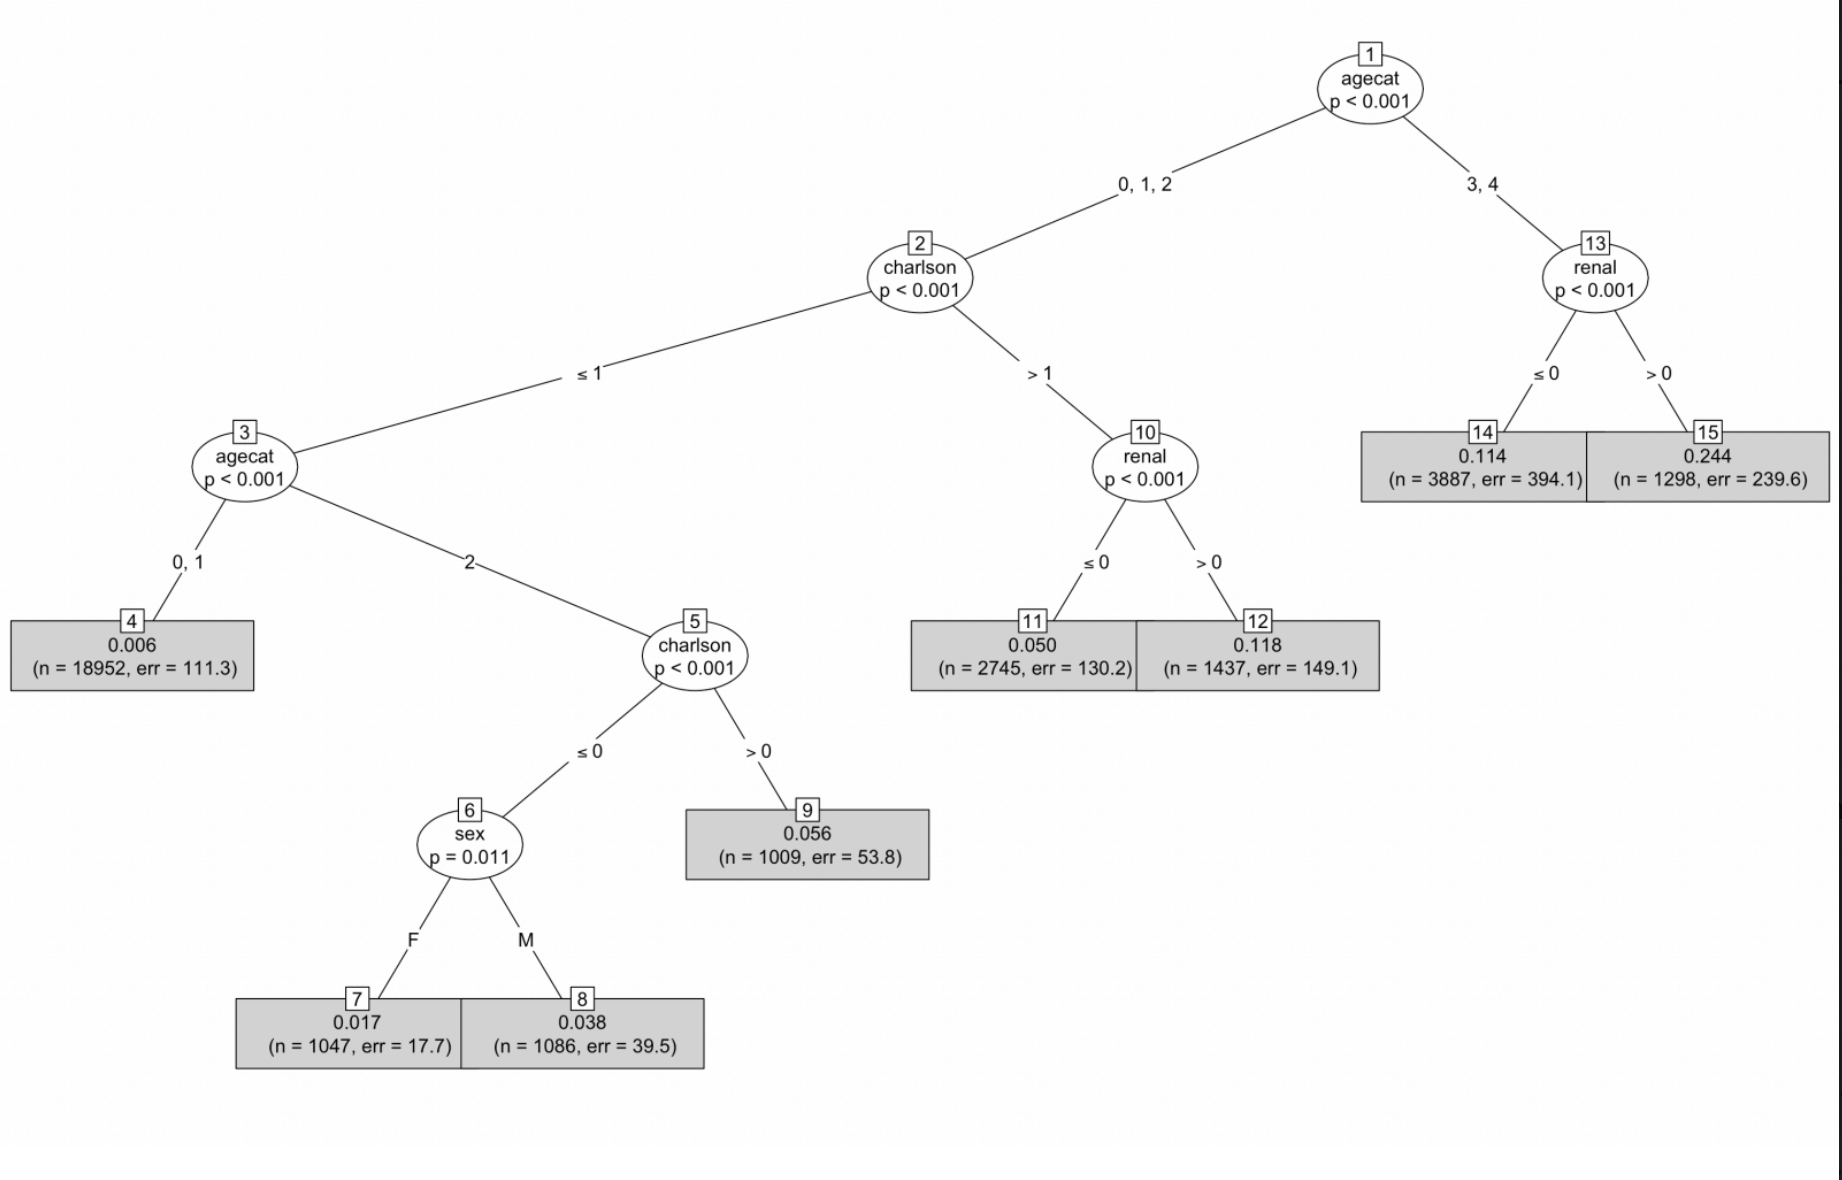 1
agecat
p < 0.001
0, 1, 2
3, 4
2
charlson
p < 0.001
13
renal
p < 0.001
≤ 1
> 1
≤ 0
> 0
3
agecat
p < 0.001
10
renal
p < 0.001
14
0.114
(n = 3887, err = 394.1)
15
0.244
(n = 1298, err = 239.6)
0, 1
2
≤ 0
> 0
4
0.006
(n = 18952, err = 111.3)
5
charlson
p < 0.001
11
0.050
(n = 2745, err = 130.2)
12
0.118
(n = 1437, err = 149.1)
≤ 0
> 0
6
sex
p = 0.011
9
0.056
(n = 1009, err = 53.8)
F
M
7
0.017
(n = 1047, err = 17.7)
8
0.038
(n = 1086, err = 39.5)